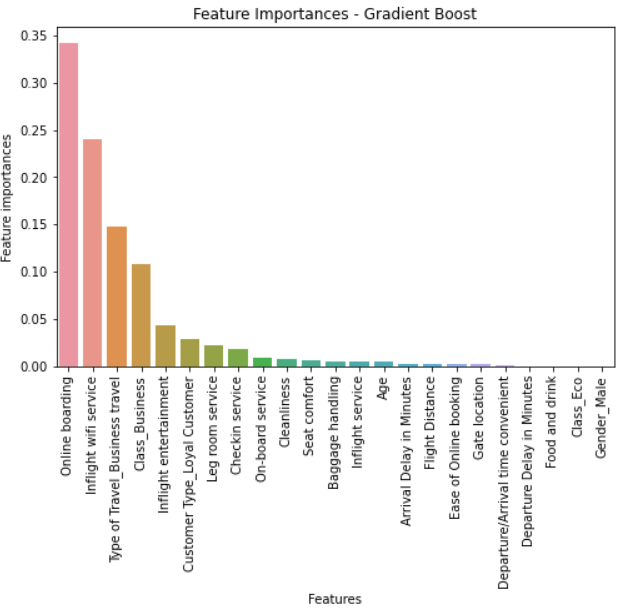 Feature Importances - Gradient Boost
Feature importances
0.35
0.30
0.25
0.20
0.15
0.10
0.05
0.00
Online boarding
Inflight wifi service
Type of Travel_Business travel
Class_Business
Inflight entertainment
Customer Type_Loyal Customer
Leg room service
Checkin service
On-board service
Cleanliness
Seat comfort
Baggage handling
Inflight service
Age
Arrival Delay in Minutes
Flight Distance
Ease of Online booking
Gate location
Departure/Arrival time convenient
Departure Delay in Minutes
Food and drink
Class_Eco
Gender_Male
Features